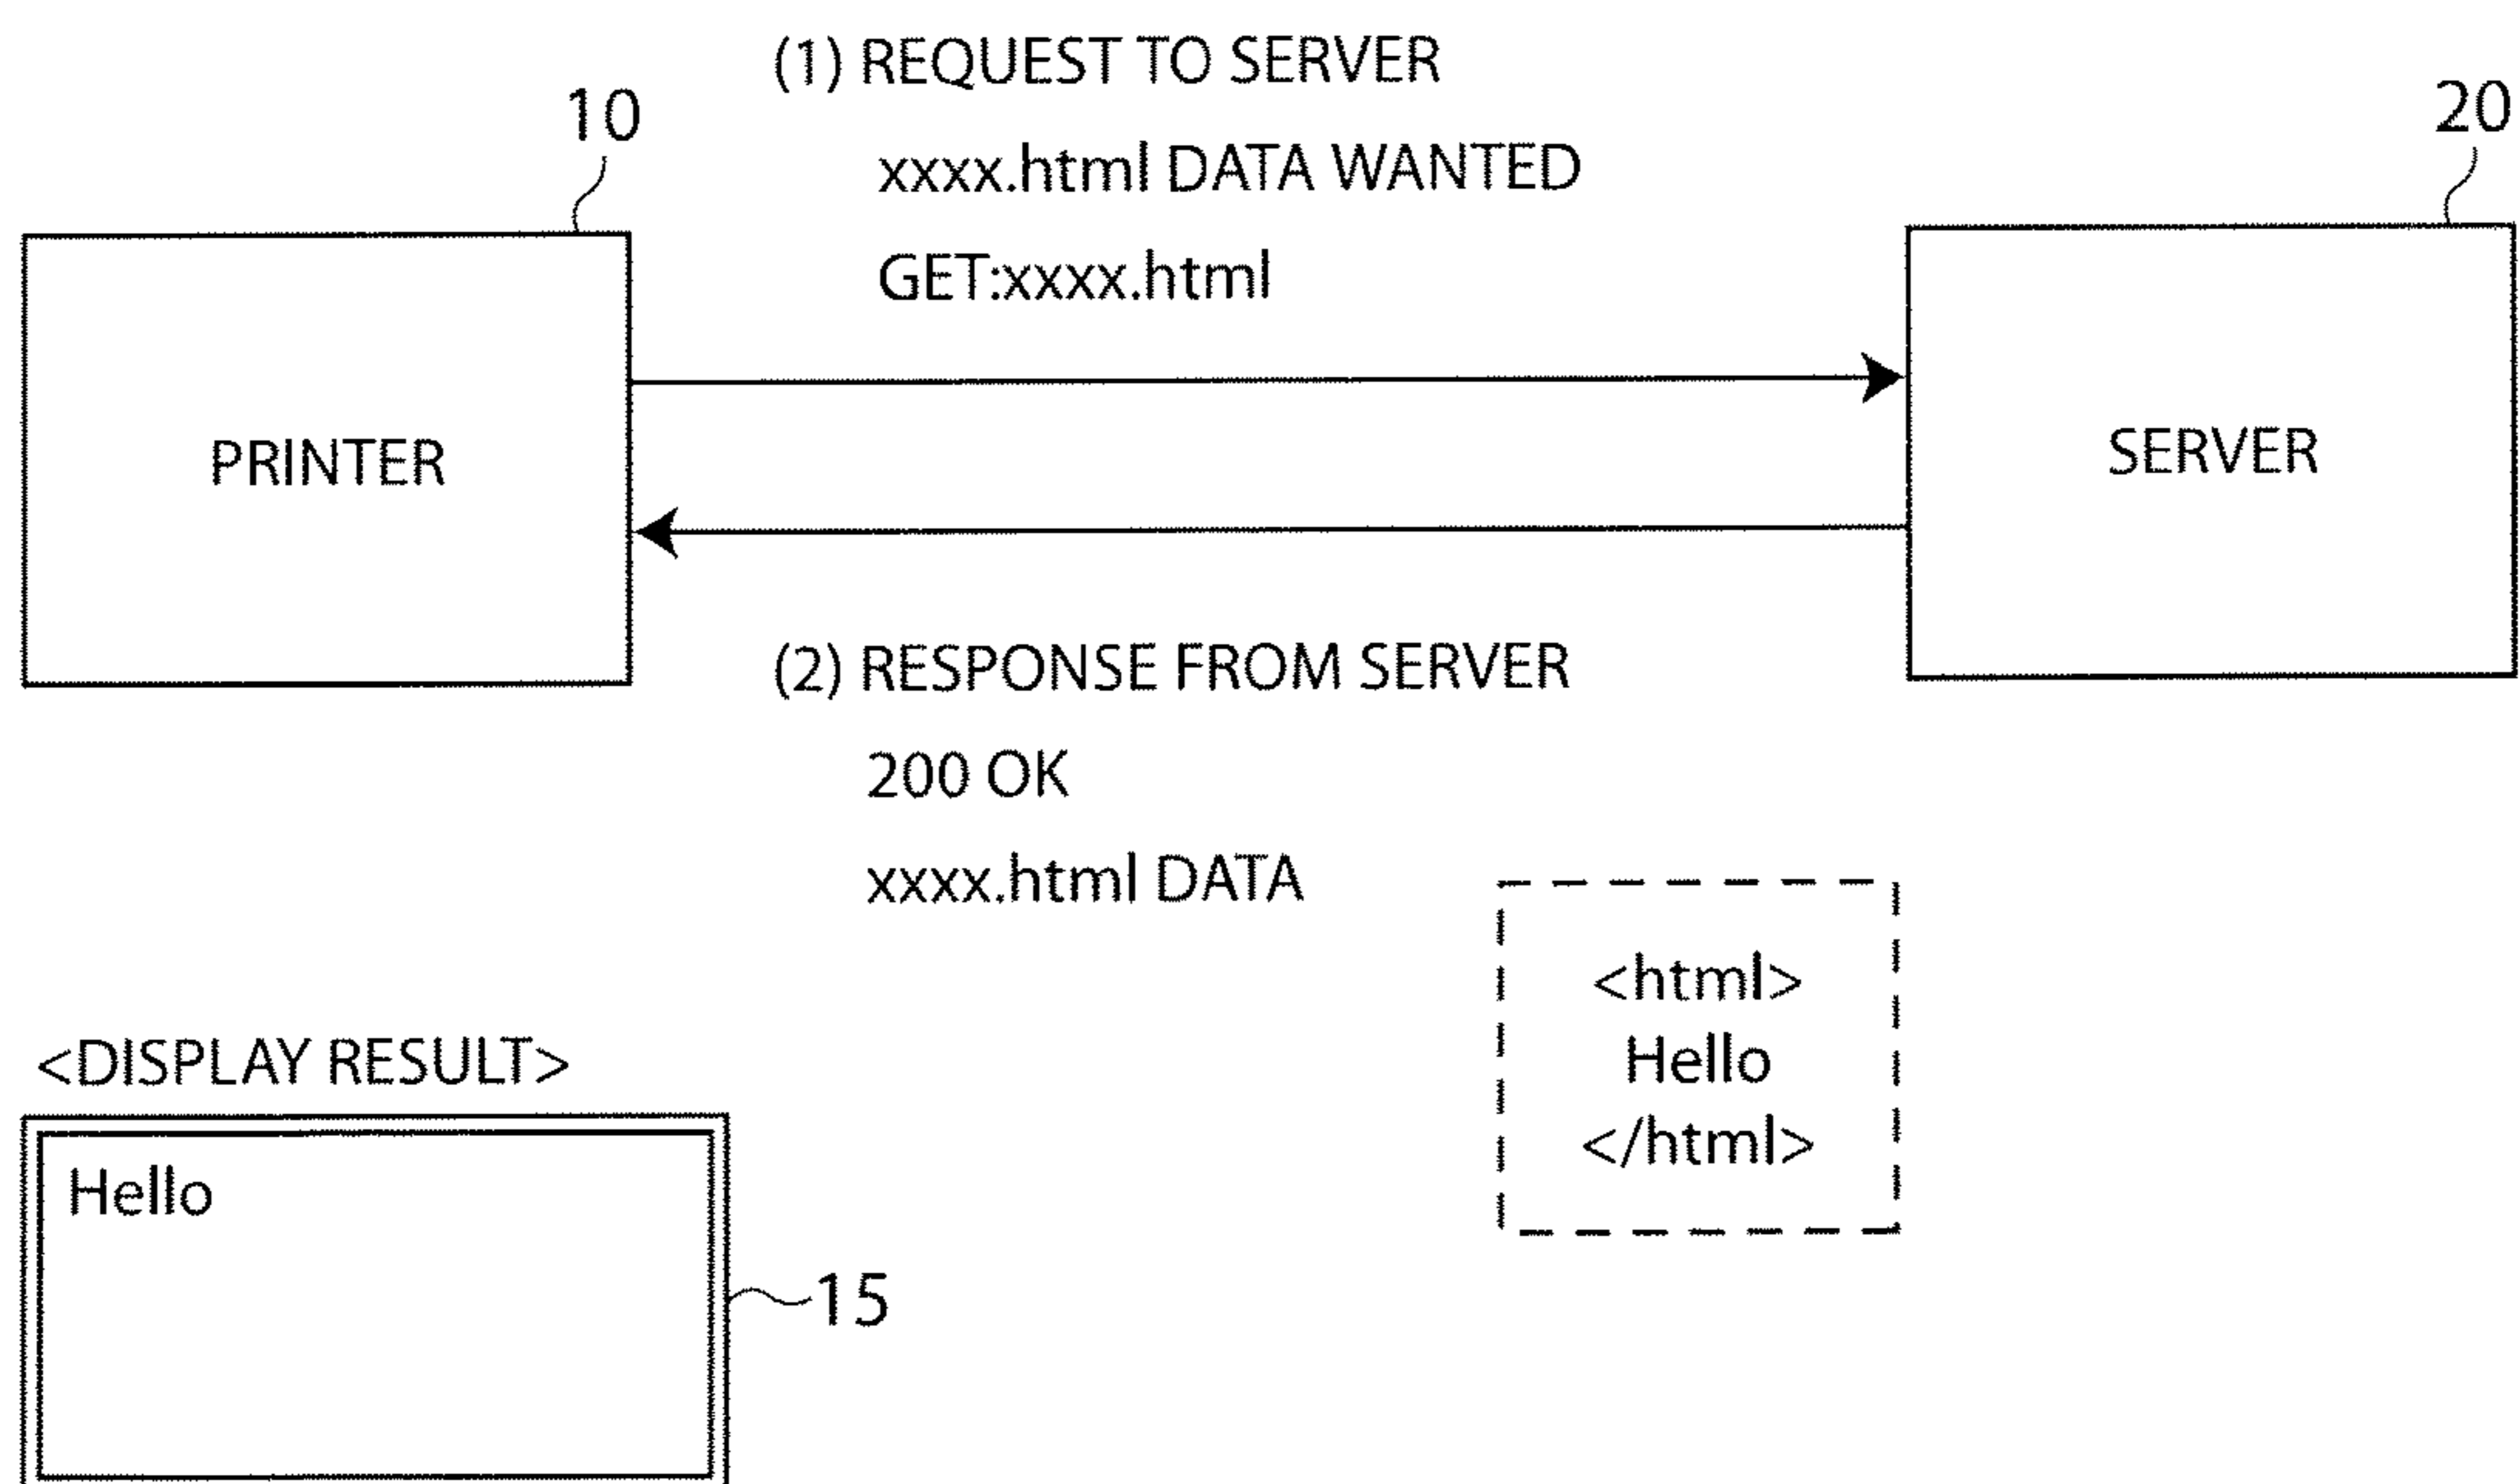 (1) REQUEST TO SERVER
10
20
xxxx.html DATA WANTED
GET:xxxx.html
PRINTER
SERVER
(2) RESPONSE FROM SERVER
200 OK
xxxx.html DATA
<html>
Hello
</html>
<DISPLAY RESULT>
Hello
15